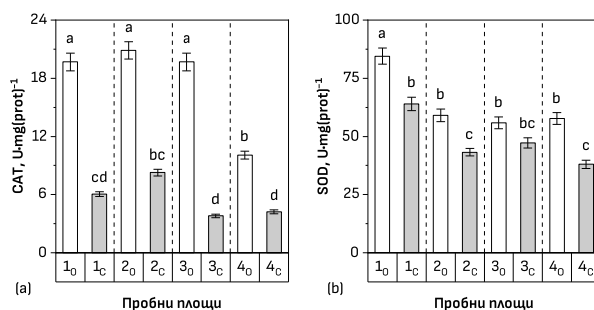 24
18
12
6
0
CAT, U·mg(prot)⁻¹
a
cd
a
bc
a
d
b
d
1₀ 1c 2₀ 2c 3₀ 3c 4₀ 4c
(a)
Пробни площи
100
75
50
25
0
SOD, U·mg(prot)⁻¹
a
b
b
c
b
bc
b
c
1₀ 1c 2₀ 2c 3₀ 3c 4₀ 4c
(b)
Пробни площи